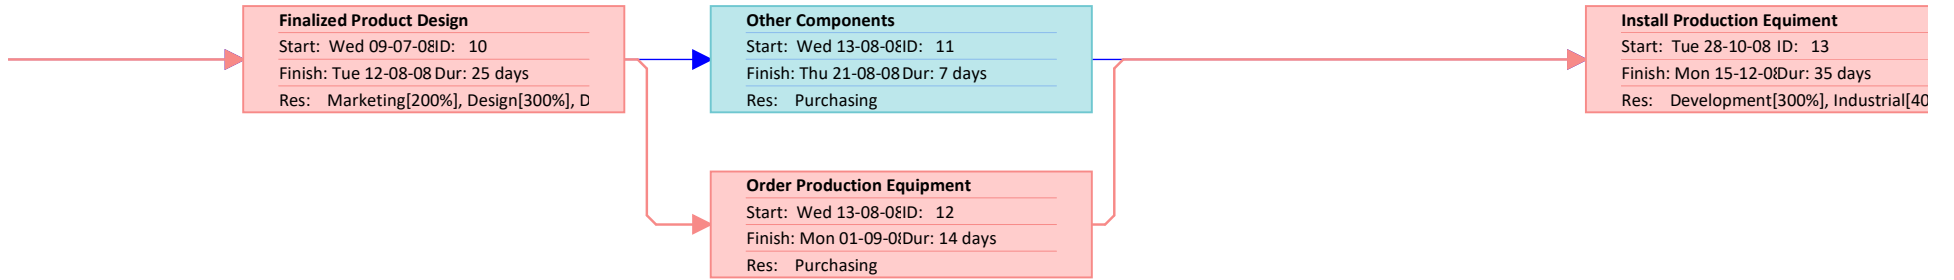 Finalized Product Design
Start: Wed 09-07-08 ID: 10
Finish: Tue 12-08-08 Dur: 25 days
Res: Marketing[200%], Design[300%], D
Other Components
Start: Wed 13-08-08 ID: 11
Finish: Thu 21-08-08 Dur: 7 days
Res: Purchasing
Install Production Equiment
Start: Tue 28-10-08 ID: 13
Finish: Mon 15-12-08 Dur: 35 days
Res: Development[300%], Industrial[40
Order Production Equipment
Start: Wed 13-08-08 ID: 12
Finish: Mon 01-09-08 Dur: 14 days
Res: Purchasing